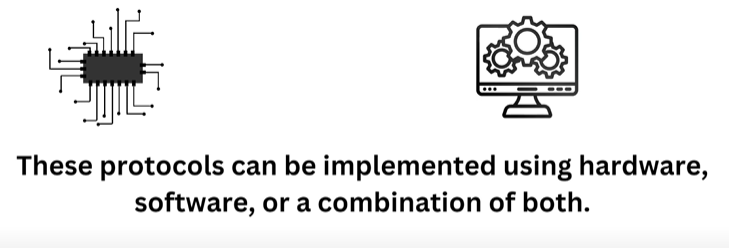 These protocols can be implemented using hardware,
software, or a combination of both.